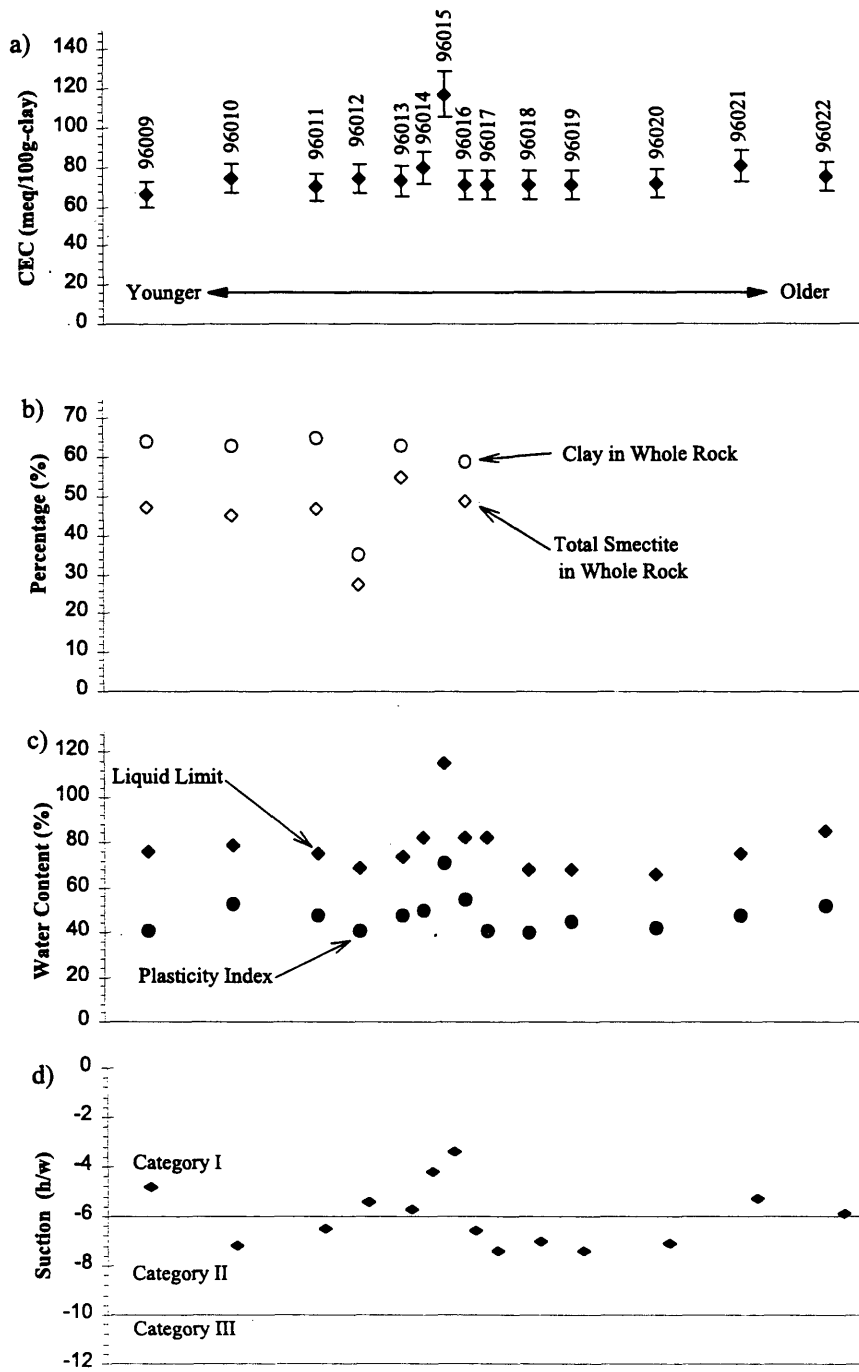 a)
CEC (meq/100g-clay)
140
120
100
80
60
40
20
0
96009
96010
96011
96012
96013
96014
96015
96016
96017
96018
96019
96020
96021
96022
Younger
Older
b)
Percentage (%)
70
60
50
40
30
20
10
0
Clay in Whole Rock
Total Smectite
in Whole Rock
c)
Water Content (%)
120
100
80
60
40
20
0
Liquid Limit
Plasticity Index
d)
Suction (h/w)
0
-2
-4
-6
-8
-10
-12
Category I
Category II
Category III